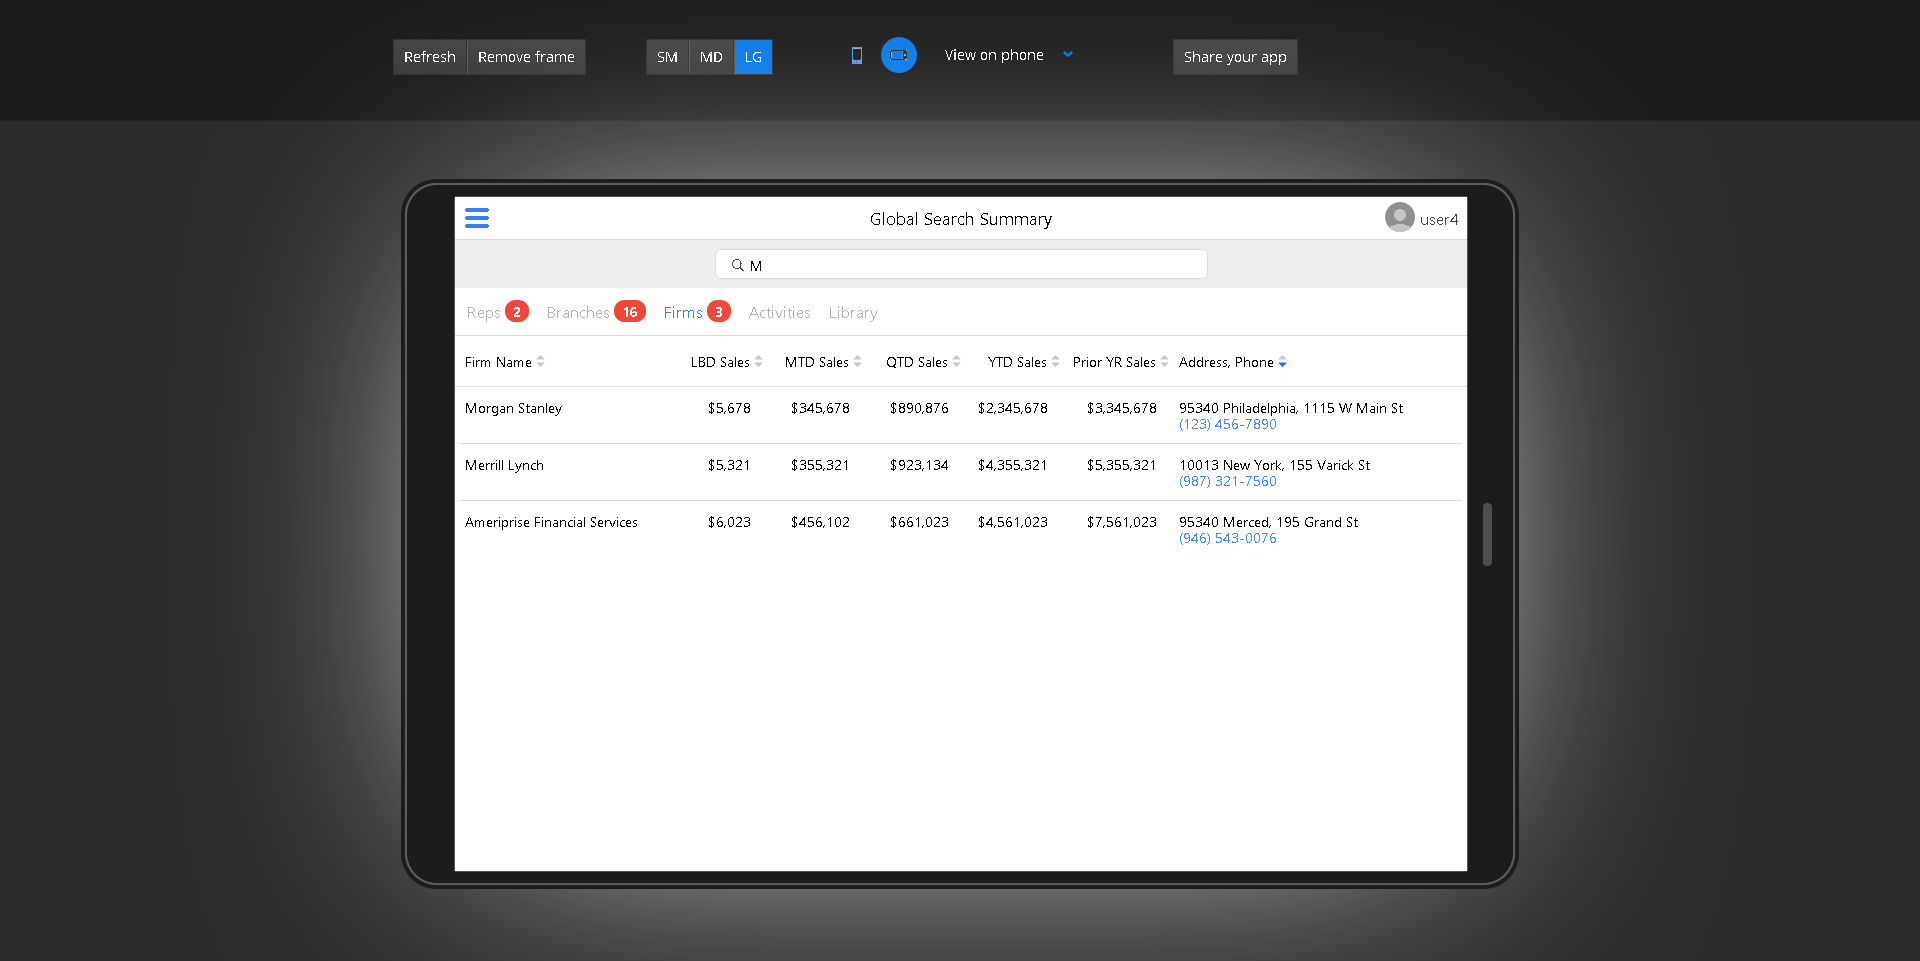 Refresh Remove frame SM MD LG View on phone Share your app
Global Search Summary user4
M
Reps 2 Branches 16 Firms 3 Activities Library
Firm Name LBD Sales MTD Sales QTD Sales YTD Sales Prior YR Sales Address, Phone
Morgan Stanley $5,678 $345,678 $890,876 $2,345,678 $3,345,678 95340 Philadelphia, 1115 W Main St
(123) 456-7890
Merrill Lynch $5,321 $355,321 $923,134 $4,355,321 $5,355,321 10013 New York, 155 Varick St
(987) 321-7560
Ameriprise Financial Services $6,023 $456,102 $661,023 $4,561,023 $7,561,023 95340 Merced, 195 Grand St
(946) 543-0076